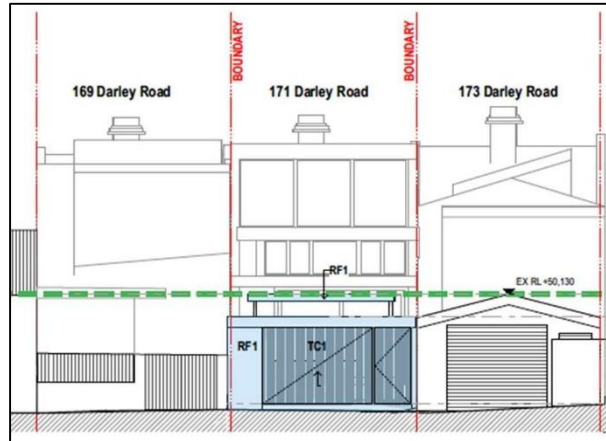 BOUNDARY
BOUNDARY
169 Darley Road
171 Darley Road
173 Darley Road
RF1
EX RL +50,130
RF1
TC1